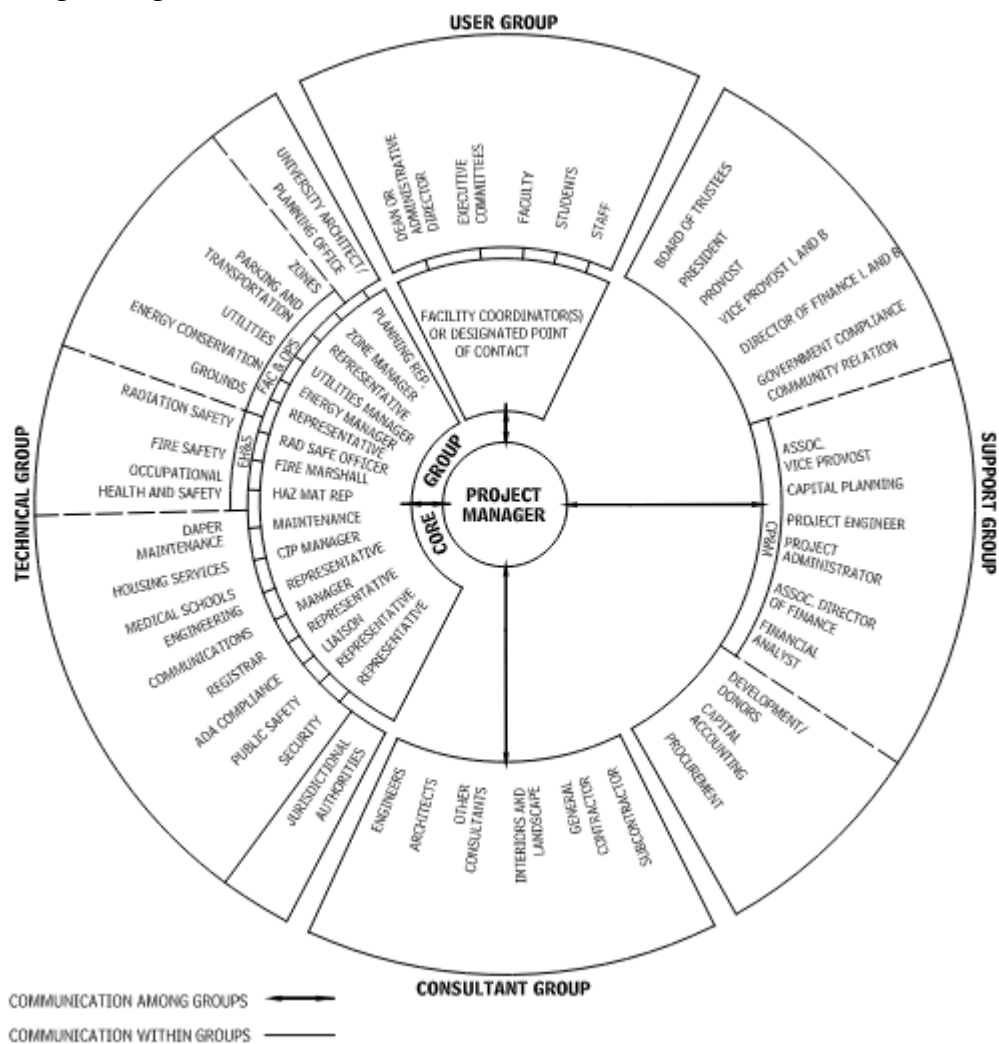 USER GROUP
DEAN OR
ADMINISTRATIVE
DIRECTOR
EXECUTIVE
COMMITTEES
FACULTY
STUDENTS
STAFF
FACILITY COORDINATOR(S)
OR DESIGNATED POINT
OF CONTACT
UNIVERSITY ARCHITECT/
PLANNING OFFICE
ZONES
PARKING AND
TRANSPORTATION
UTILITIES
ENERGY CONSERVATION
GROUNDS
FAC & OPS
RADIATION SAFETY
FIRE SAFETY
OCCUPATIONAL
HEALTH AND SAFETY
EH&S
TECHNICAL GROUP
DAPER
MAINTENANCE
HOUSING SERVICES
MEDICAL SCHOOLS
ENGINEERING
COMMUNICATIONS
REGISTRAR
ADA COMPLIANCE
PUBLIC SAFETY
SECURITY
JURISDICTIONAL
AUTHORITIES
PLANNING REP.
ZONE MANAGER
REPRESENTATIVE
UTILITIES MANAGER
ENERGY MANAGER
REPRESENTATIVE
RAD SAFE OFFICER
FIRE MARSHALL
HAZ MAT REP
MAINTENANCE
CIP MANAGER
REPRESENTATIVE
MANAGER
REPRESENTATIVE
LIAISON
REPRESENTATIVE
REPRESENTATIVE
CORE GROUP
PROJECT
MANAGER
BOARD OF TRUSTEES
PRESIDENT
PROVOST
VICE PROVOST L AND B
DIRECTOR OF FINANCE L AND B
GOVERNMENT COMPLIANCE
COMMUNITY RELATION
SUPPORT GROUP
CP&M
ASSOC.
VICE PROVOST
CAPITAL PLANNING
PROJECT ENGINEER
PROJECT
ADMINISTRATOR
ASSOC. DIRECTOR
OF FINANCE
FINANCIAL
ANALYST
DEVELOPMENT/
DONORS
CAPITAL
ACCOUNTING
PROCUREMENT
ENGINEERS
ARCHITECTS
OTHER
CONSULTANTS
INTERIORS AND
LANDSCAPE
GENERAL
CONTRACTOR
SUBCONTRACTOR
CONSULTANT GROUP
COMMUNICATION AMONG GROUPS
COMMUNICATION WITHIN GROUPS